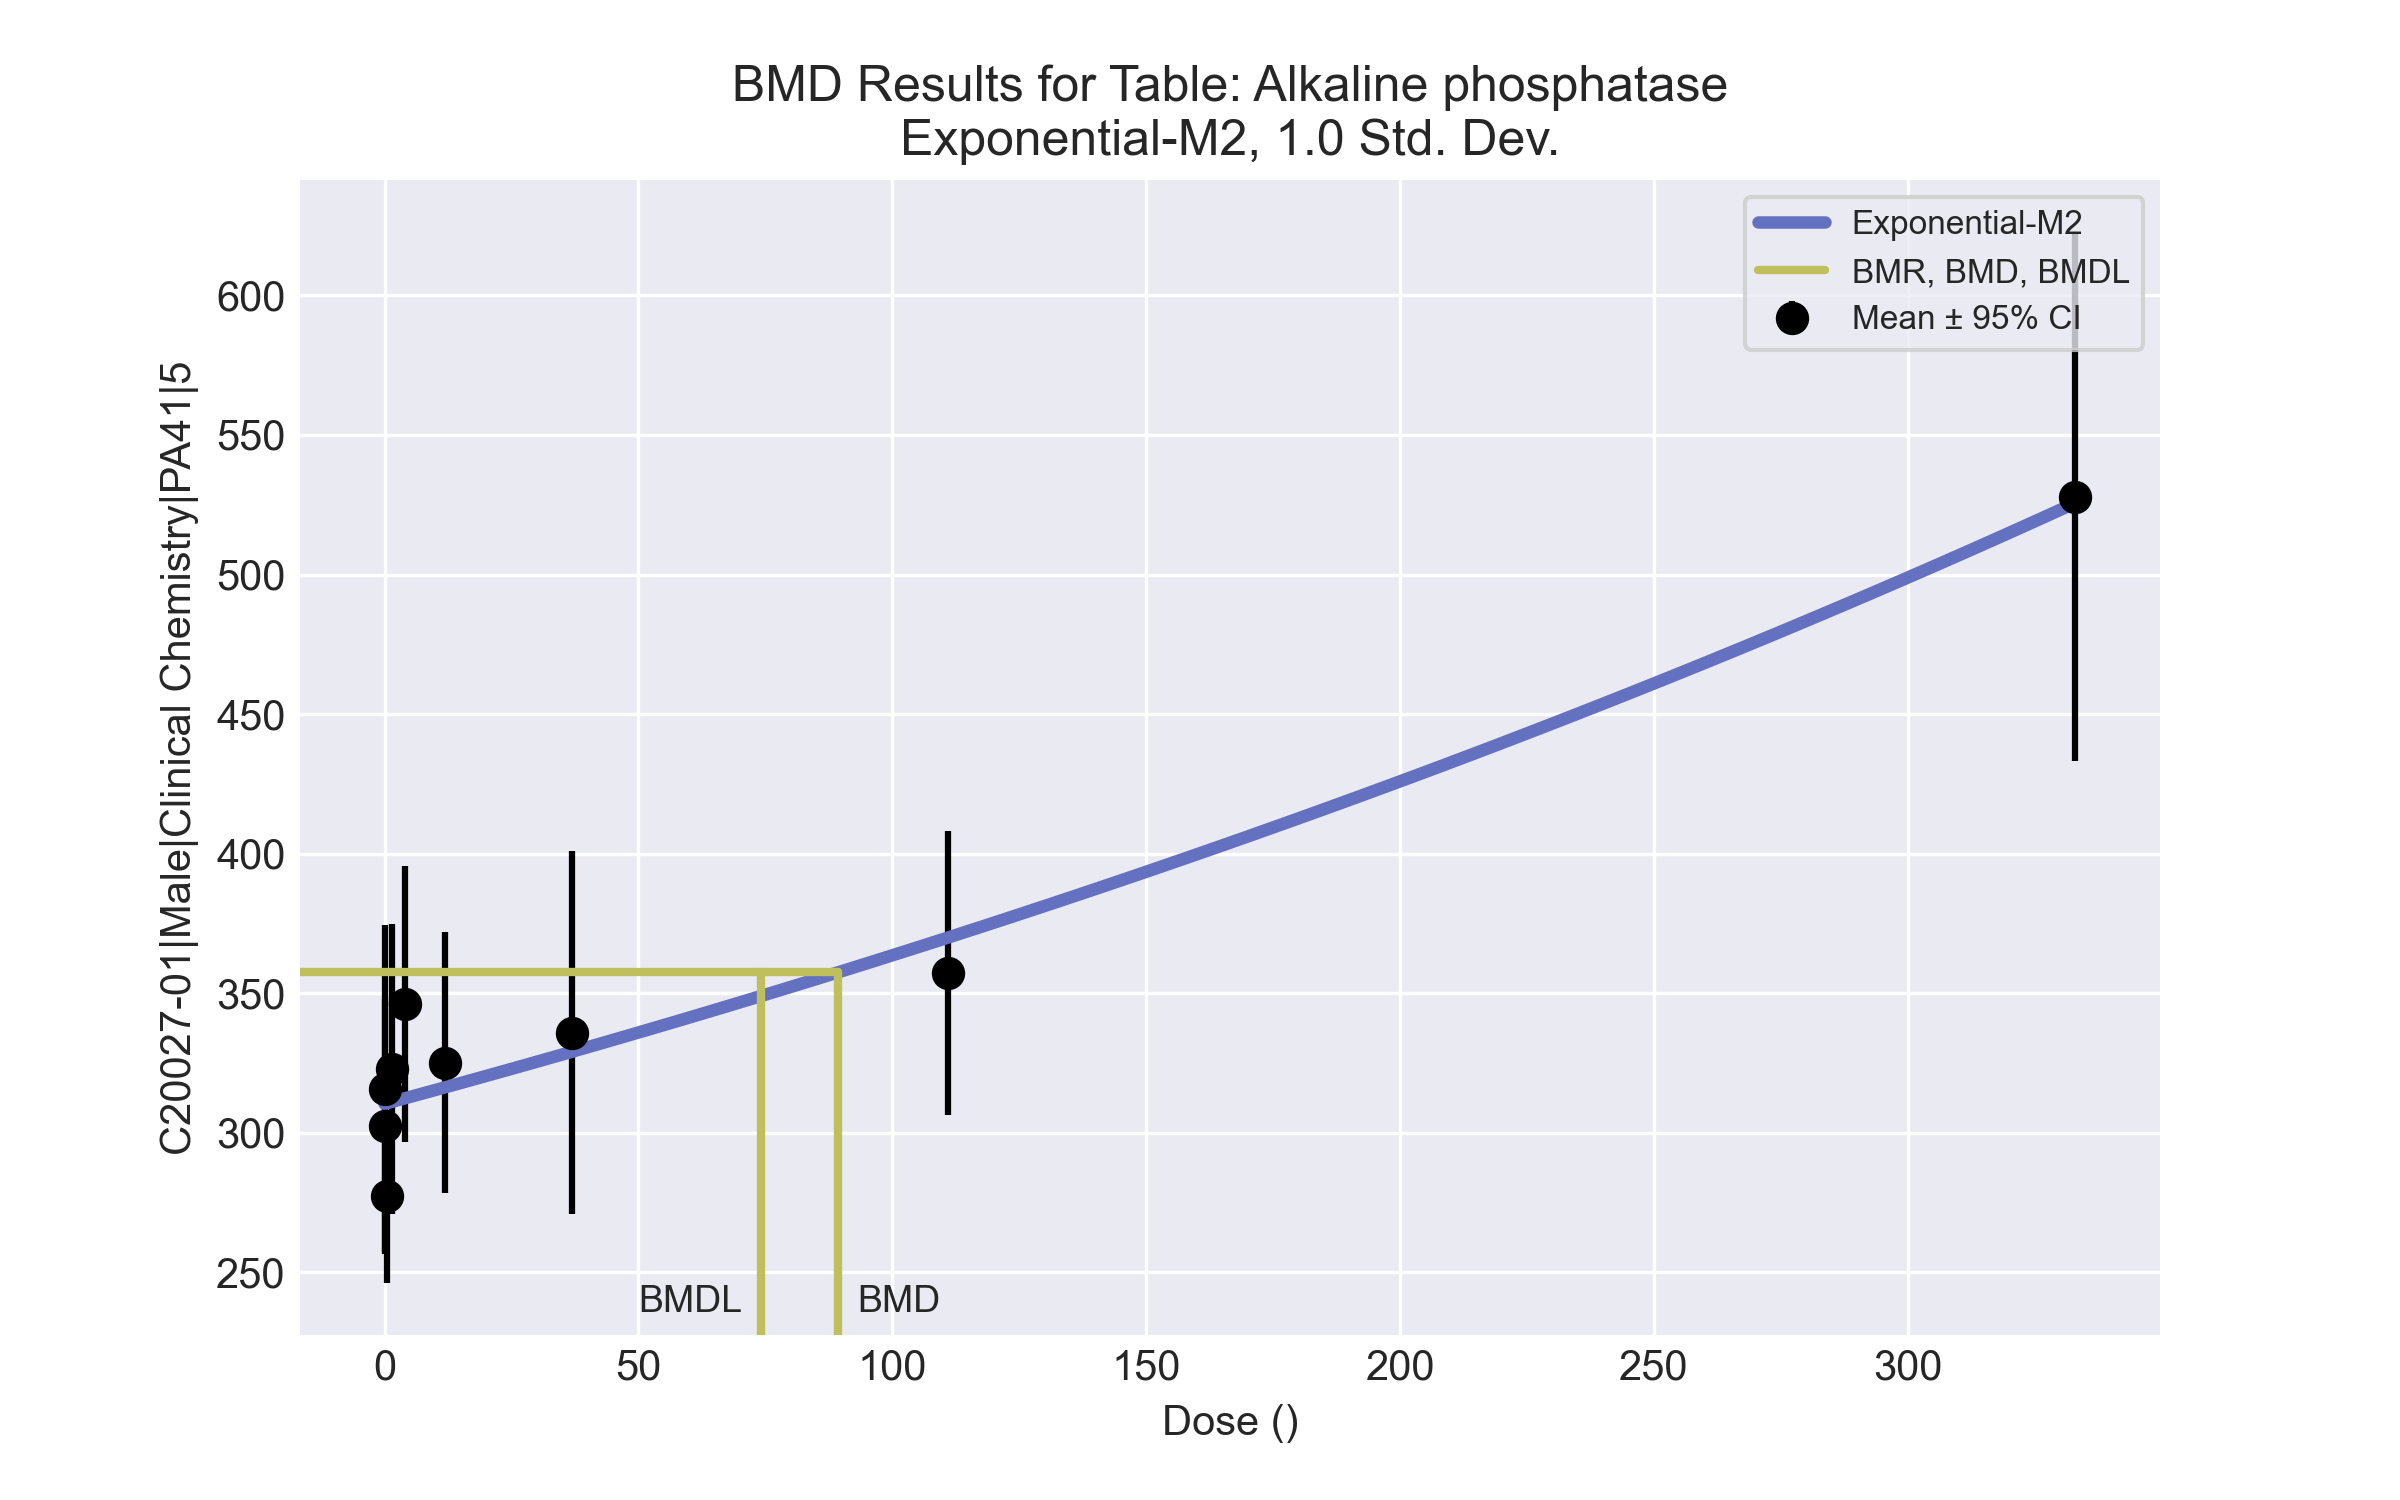 BMD Results for Table: Alkaline phosphatase
Exponential-M2, 1.0 Std. Dev.
Exponential-M2
BMR, BMD, BMDL
Mean ± 95% CI
C20027-01|Male|Clinical Chemistry|PA41|5
600
550
500
450
400
350
300
250
BMDL
BMD
0
50
100
150
200
250
300
Dose ()